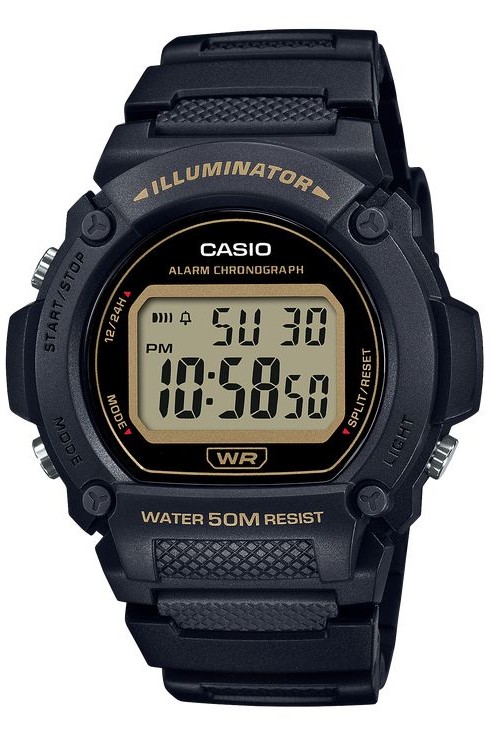 ILLUMINATOR
CASIO
ALARM CHRONOGRAPH
START/STOP
12/24H
SU 30
PM
10:58 50
MODE
MODE
SPLIT/RESET
LIGHT
WR
WATER 50M RESIST